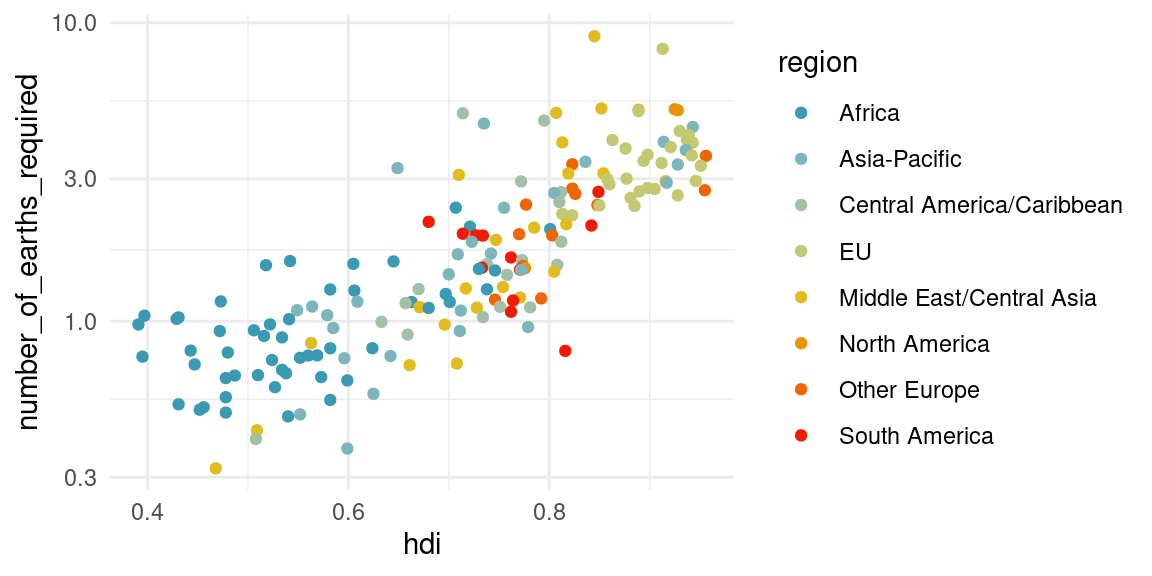 10.0
3.0
1.0
0.3
number_of_earths_required
0.4 0.6 0.8
hdi
region
Africa
Asia-Pacific
Central America/Caribbean
EU
Middle East/Central Asia
North America
Other Europe
South America